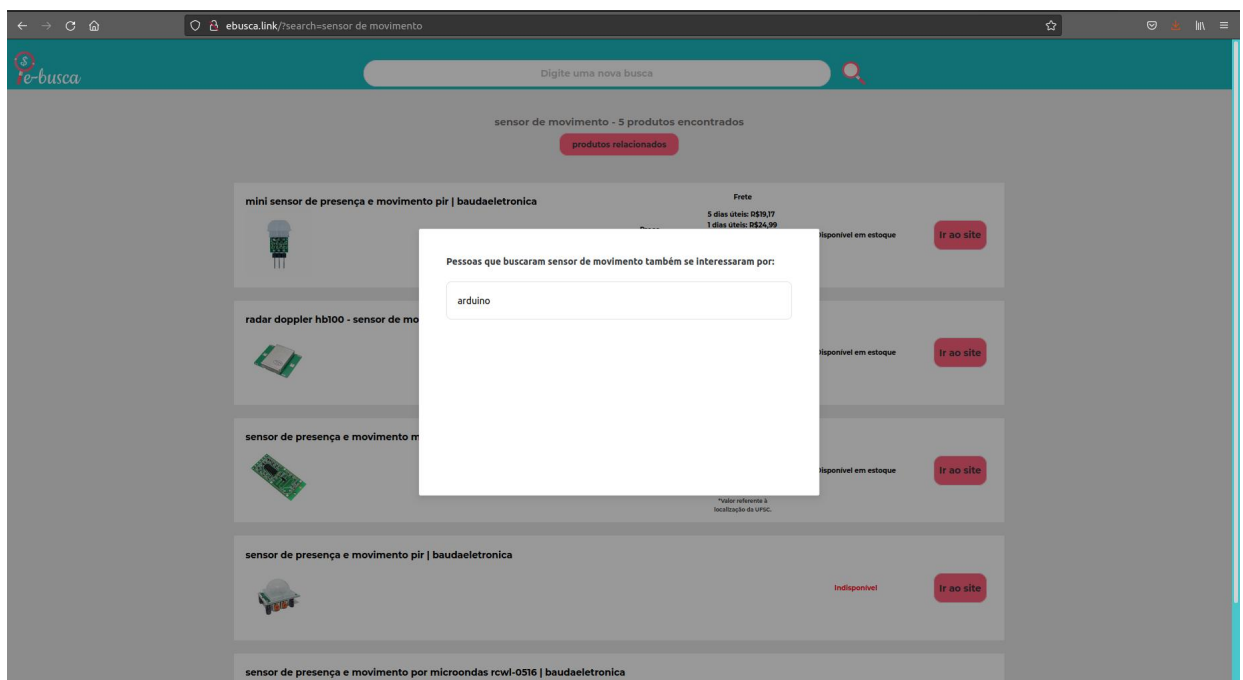 ebusca.link/?search=sensor de movimento
e-busca
Digite uma nova busca
sensor de movimento - 5 produtos encontrados
produtos relacionados
mini sensor de presença e movimento pir | baudaeletronica
Frete
5 dias úteis: R$19,17
1 dias úteis: R$24,99
Disponível em estoque
Ir ao site
Pessoas que buscaram sensor de movimento também se interessaram por:
arduino
radar doppler hb100 - sensor de mo
Disponível em estoque
Ir ao site
sensor de presença e movimento m
Disponível em estoque
Ir ao site
*Valor referente à
localização da UFSC.
sensor de presença e movimento pir | baudaeletronica
Indisponível
Ir ao site
sensor de presença e movimento por microondas rcwl-0516 | baudaeletronica